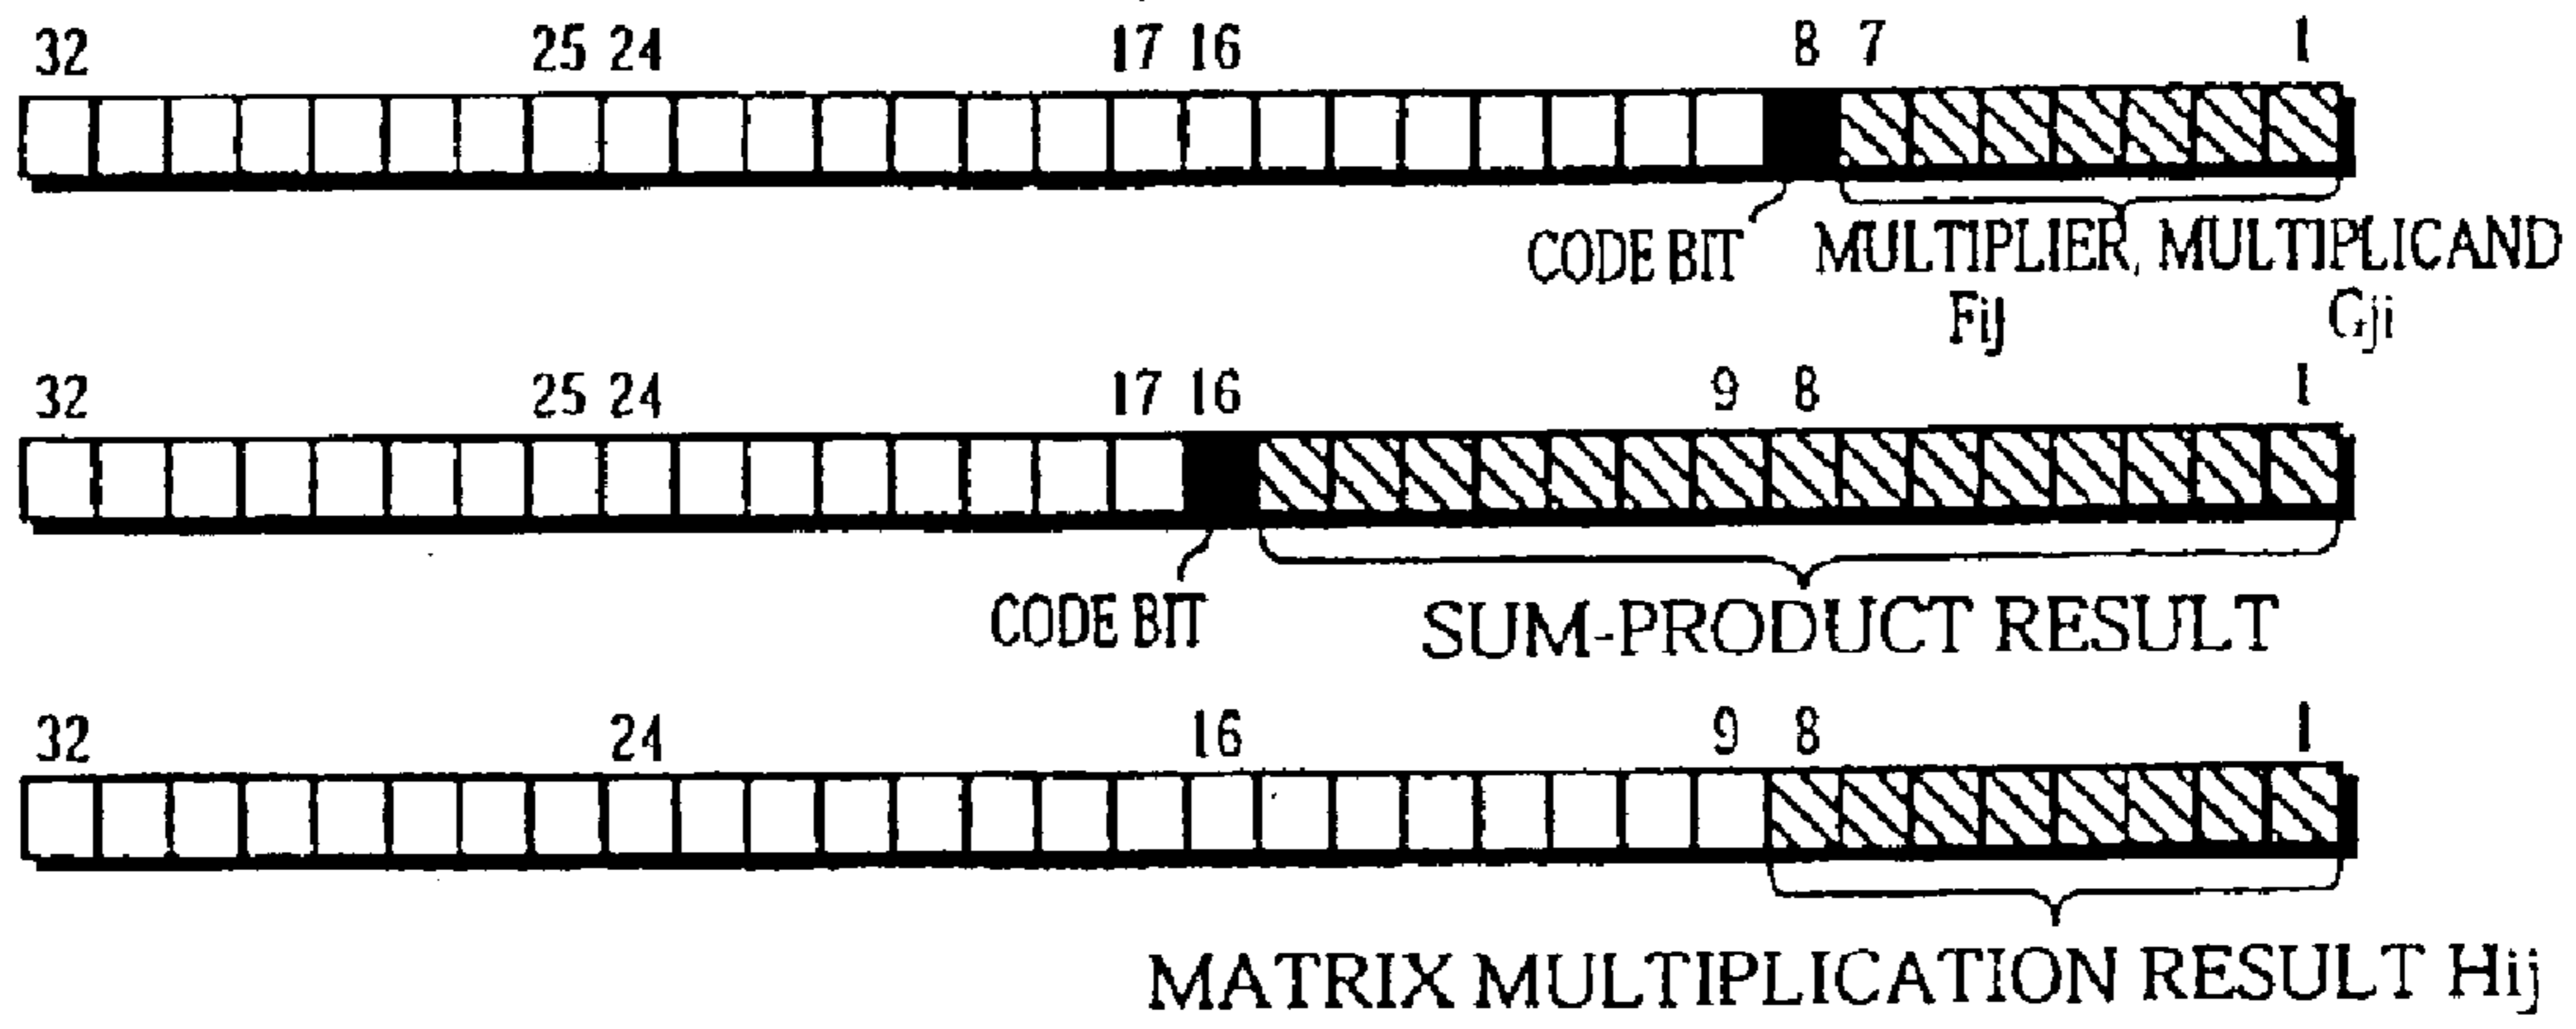 32 25 24 17 16 8 7 1
CODE BIT MULTIPLIER, MULTIPLICAND
Fij Gji
32 25 24 17 16 9 8 1
CODE BIT SUM-PRODUCT RESULT
32 24 16 9 8 1
MATRIX MULTIPLICATION RESULT Hij